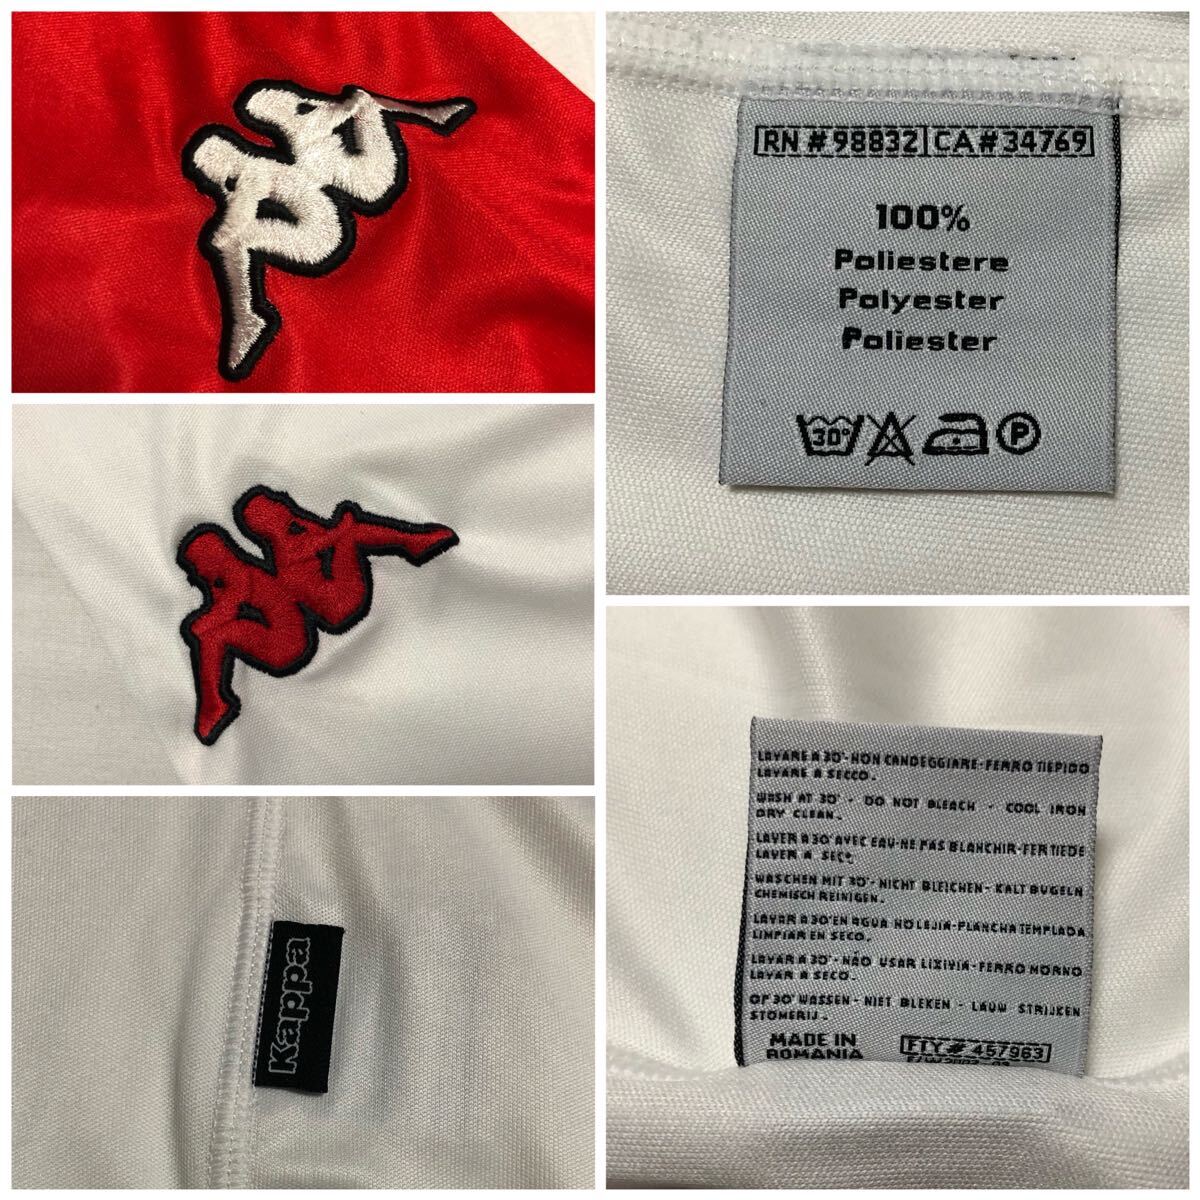 RN # 98832 CA # 34769
100%
Poliestere
Polyester
Poliester
30°
P
Kappa
LAVARE A 30°-NON CANDEGGIARE-FERRO TIEPIDO
LAVARE A SECCO.
WASH AT 30° - DO NOT BLEACH - COOL IRON
DRY CLEAN.
LAVER A 30° AVEC EAU-NE PAS BLANCHIR-FER TIEDE
LAVER A SEC.
WASCHEN MIT 30°-NICHT BLEICHEN- KALT BUGELN
CHEMISCH REINIGEN.
LAVAR A 30°EN AGUA NO LEJIA-PLANCHA TEMPLADA
LIMPIAR EN SECO.
LAVAR A 30°-NÃO USAR LIXIVIA-FERRO MORNO
LAVAR A SECO.
OP 30° WASSEN - NIET BLEKEN - LAUW STRIJKEN
STOMERIJ.
MADE IN
ROMANIA
FTY # 457963